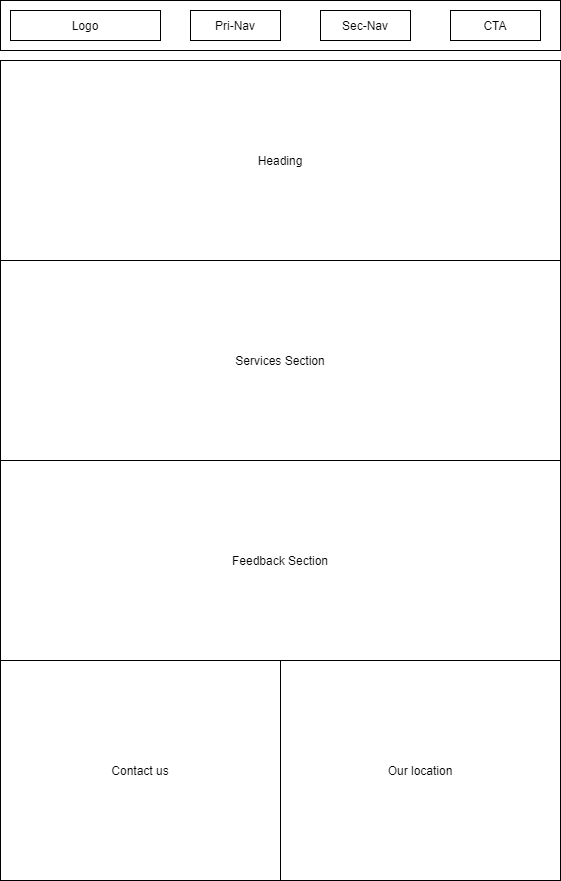 Logo
Pri-Nav
Sec-Nav
CTA
Heading
Services Section
Feedback Section
Contact us
Our location